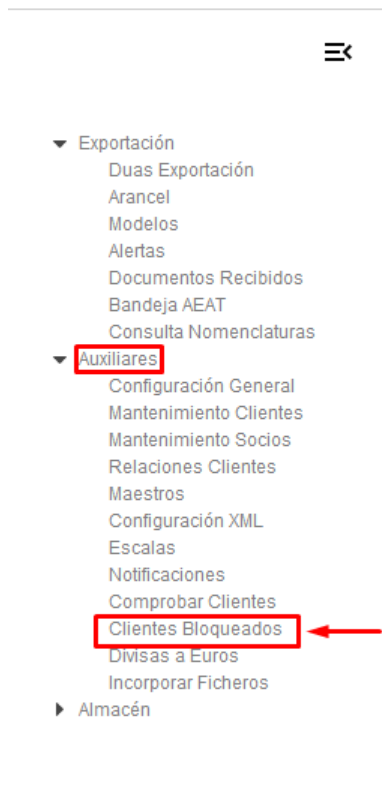 Exportación
Duas Exportación
Arancel
Modelos
Alertas
Documentos Recibidos
Bandeja AEAT
Consulta Nomenclaturas
Auxiliares
Configuración General
Mantenimiento Clientes
Mantenimiento Socios
Relaciones Clientes
Maestros
Configuración XML
Escalas
Notificaciones
Comprobar Clientes
Clientes Bloqueados
Divisas a Euros
Incorporar Ficheros
Almacén